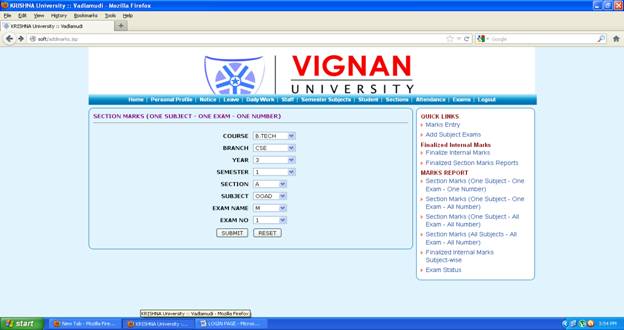 KRISHNA University :: Vadlamudi - Mozilla Firefox
File Edit View History Bookmarks Tools Help
KRISHNA University :: Vadlamudi
soft/addmarks.jsp
Google
VIGNAN
UNIVERSITY
Home | Personal Profile | Notice | Leave | Daily Work | Staff | Semester Subjects | Student | Sections | Attendance | Exams | Logout
SECTION MARKS (ONE SUBJECT - ONE EXAM - ONE NUMBER)
COURSE B.TECH
BRANCH CSE
YEAR 3
SEMESTER 1
SECTION A
SUBJECT OOAD
EXAM NAME M
EXAM NO 1
SUBMIT RESET
QUICK LINKS
Marks Entry
Add Subject Exams
Finalized Internal Marks
Finalize Internal Marks
Finalized Section Marks Reports
MARKS REPORT
Section Marks (One Subject - One
Exam - One Number)
Section Marks (One Subject - One
Exam - All Number)
Section Marks (One Subject - All
Exam - All Number)
Section Marks (All Subjects - All
Exam - All Number)
Finalized Internal Marks
Subject-wise
Exam Status
KRISHNA University :: Vadlamudi - Mozilla Firefox
start
New Tab - Mozilla Fire...
KRISHNA University ::...
LOGIN PAGE - Micros...
3:54 PM